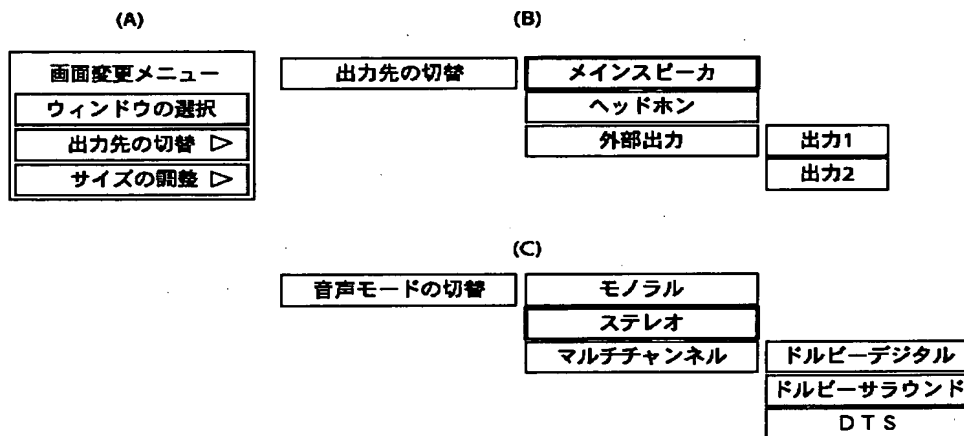 (A)
画面変更メニュー
ウィンドウの選択
出力先の切替 ▷
サイズの調整 ▷
(B)
出力先の切替
メインスピーカ
ヘッドホン
外部出力
出力1
出力2
(C)
音声モードの切替
モノラル
ステレオ
マルチチャンネル
ドルビーデジタル
ドルビーサラウンド
DTS